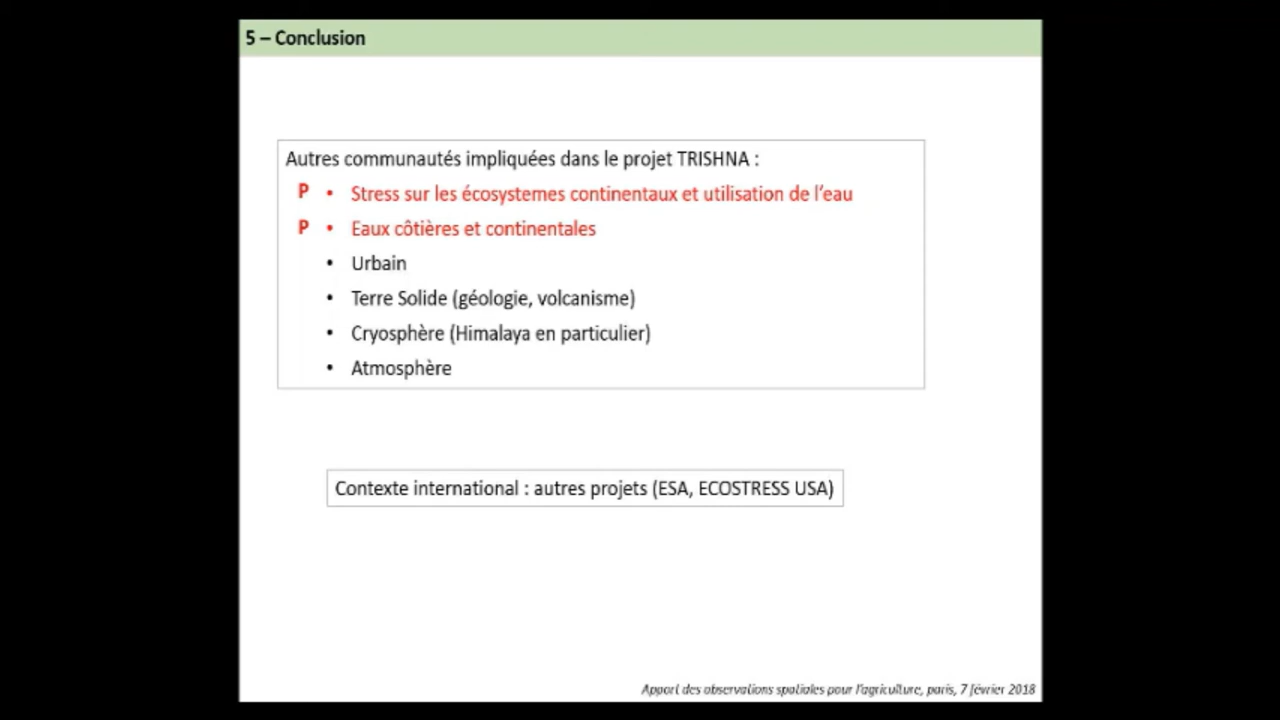 5 – Conclusion
Autres communautés impliquées dans le projet TRISHNA :
P • Stress sur les écosystemes continentaux et utilisation de l'eau
P • Eaux côtières et continentales
• Urbain
• Terre Solide (géologie, volcanisme)
• Cryosphère (Himalaya en particulier)
• Atmosphère
Contexte international : autres projets (ESA, ECOSTRESS USA)
Apport des observations spatiales pour l'agriculture, paris, 7 février 2018